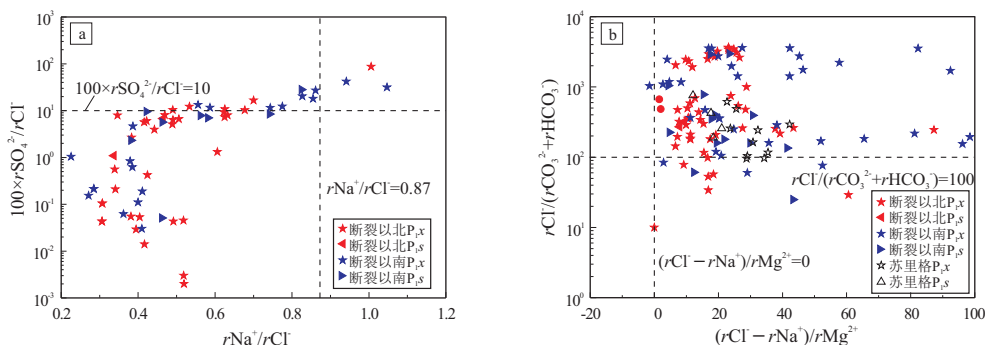 a
100×rSO₄²⁻/rCl⁻
10³
10²
10¹
10⁰
10⁻¹
10⁻²
10⁻³
100×rSO₄²⁻/rCl⁻=10
rNa⁺/rCl⁻=0.87
断裂以北P₁x
断裂以北P₁s
断裂以南P₁x
断裂以南P₁s
0.2 0.4 0.6 0.8 1.0 1.2
rNa⁺/rCl⁻
b
rCl⁻/(rCO₃²⁻+rHCO₃⁻)
10⁴
10³
10²
10¹
10⁰
rCl⁻/(rCO₃²⁻+rHCO₃⁻)=100
(rCl⁻−rNa⁺)/rMg²⁺=0
断裂以北P₁x
断裂以北P₁s
断裂以南P₁x
断裂以南P₁s
苏里格P₁x
苏里格P₁s
-20 0 20 40 60 80 100
(rCl⁻−rNa⁺)/rMg²⁺